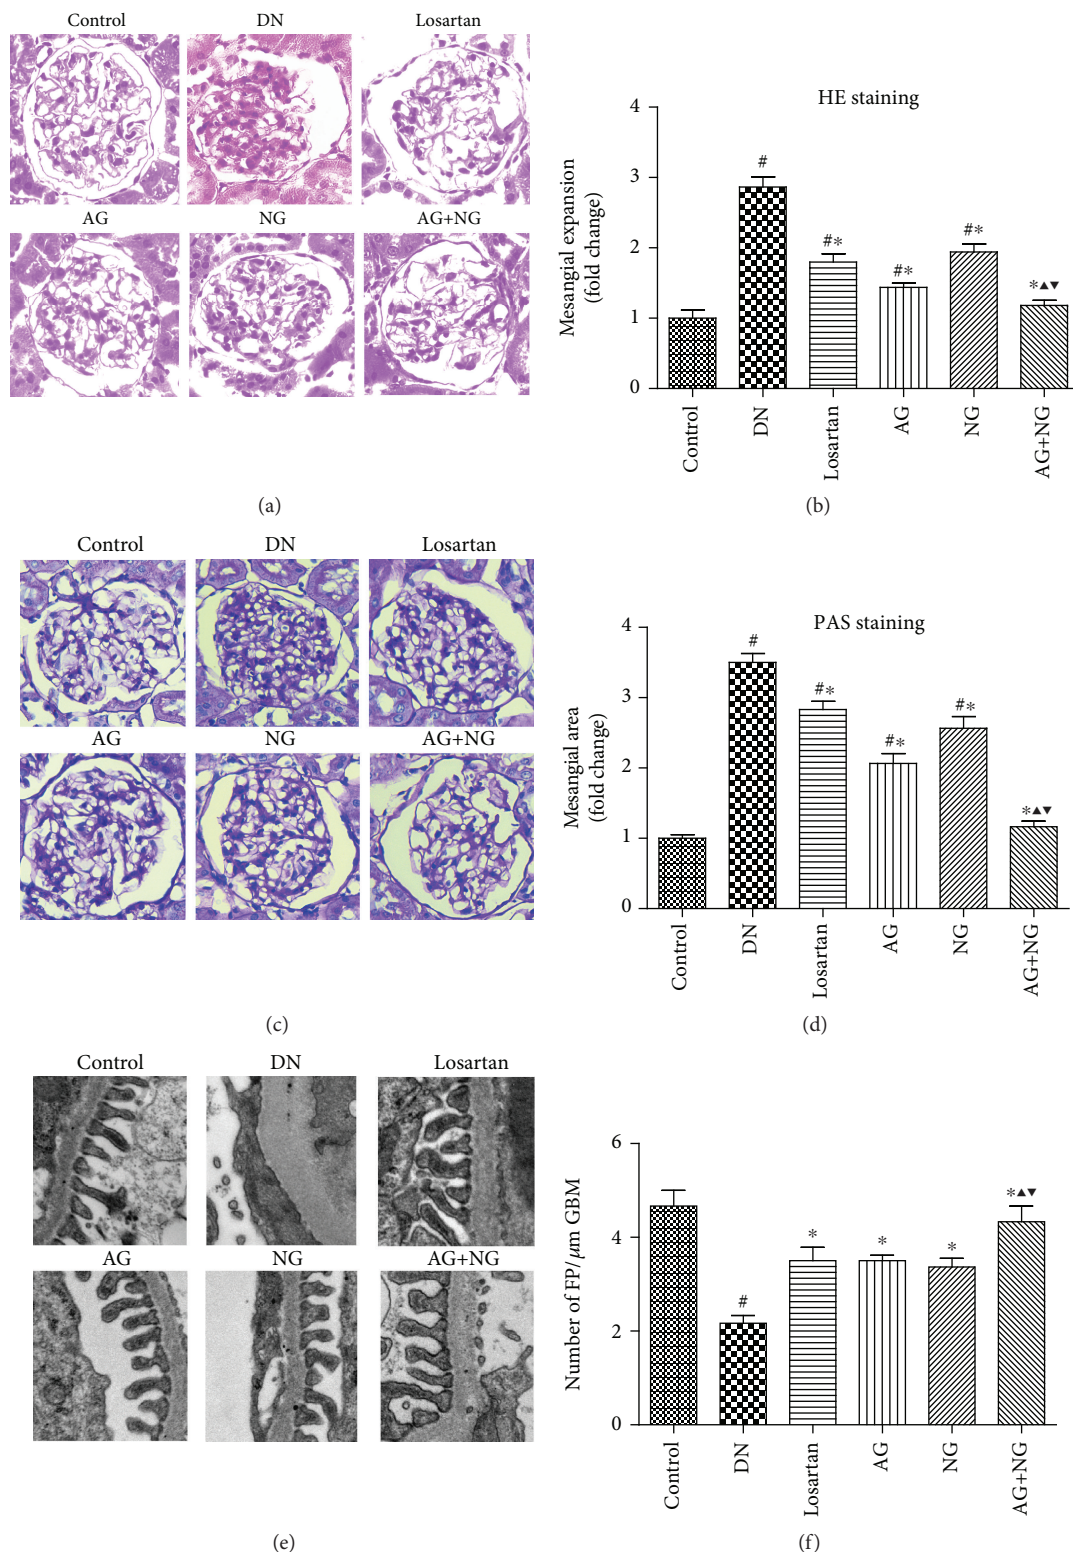 Control DN Losartan
AG NG AG+NG
(a)
HE staining
Mesangial expansion
(fold change)
4
3
2
1
0
#
#*
#*
#*
*▲▼
Control
DN
Losartan
AG
NG
AG+NG
(b)
Control DN Losartan
AG NG AG+NG
(c)
PAS staining
Mesangial area
(fold change)
4
3
2
1
0
#
#*
#*
#*
*▲▼
Control
DN
Losartan
AG
NG
AG+NG
(d)
Control DN Losartan
AG NG AG+NG
(e)
Number of FP/μm GBM
6
4
2
0
#
*
*
*
*▲▼
Control
DN
Losartan
AG
NG
AG+NG
(f)